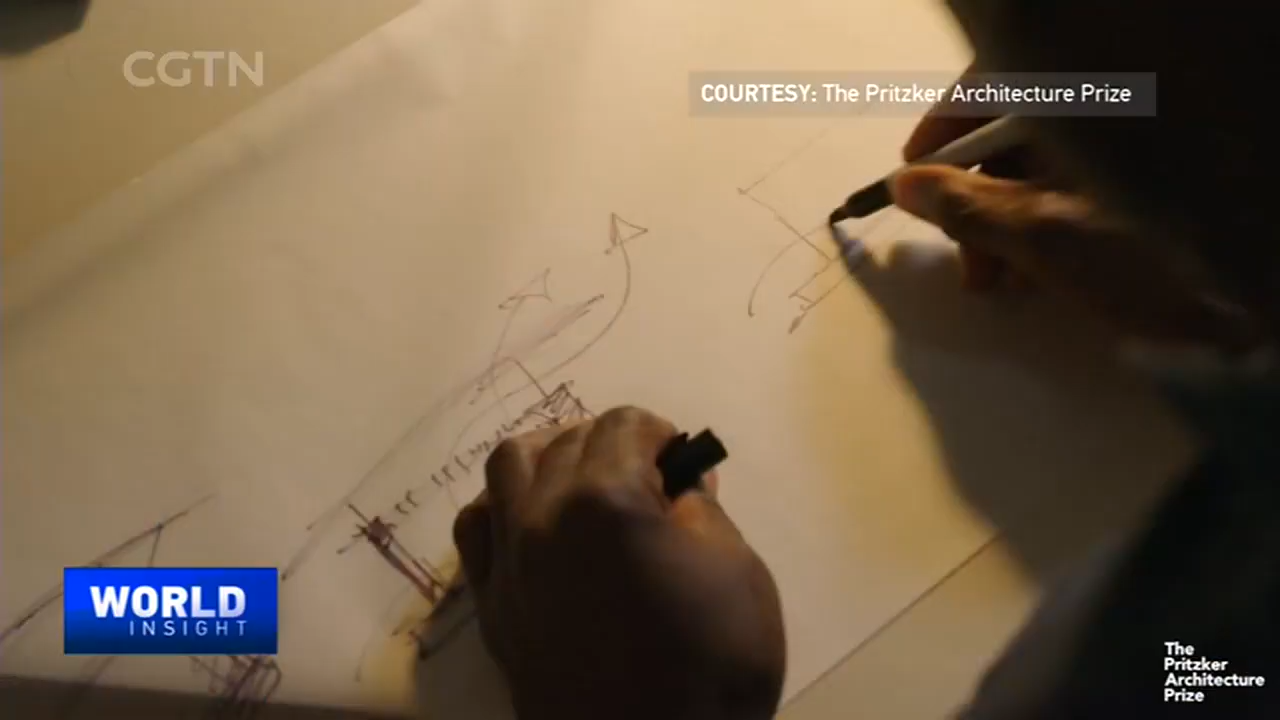 CGTN
COURTESY: The Pritzker Architecture Prize
WORLD
INSIGHT
The
Pritzker
Architecture
Prize